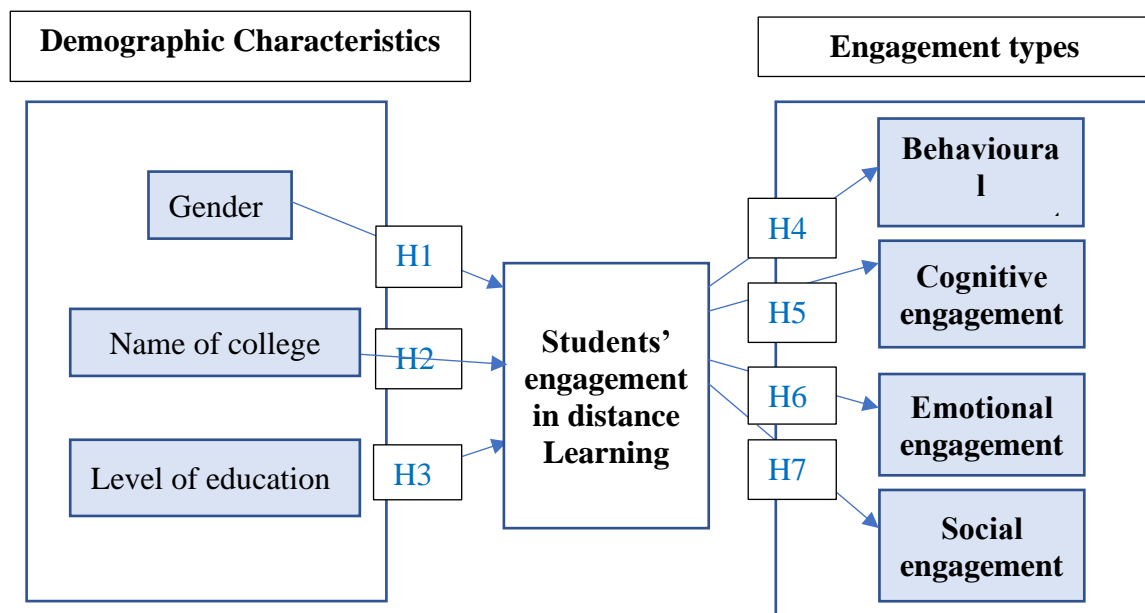 Demographic Characteristics
Engagement types
Gender
Name of college
Level of education
H1
H2
H3
Students’
engagement
in distance
Learning
H4
H5
H6
H7
Behavioura
l
Cognitive
engagement
Emotional
engagement
Social
engagement